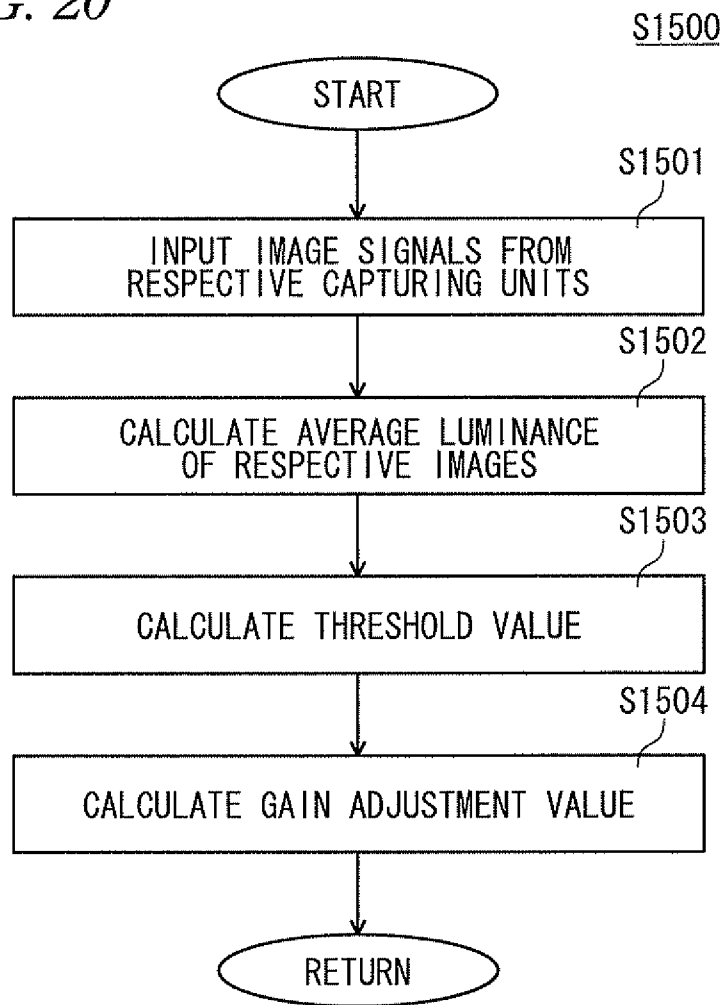 G. 20
S1500
START
S1501
INPUT IMAGE SIGNALS FROM
RESPECTIVE CAPTURING UNITS
S1502
CALCULATE AVERAGE LUMINANCE
OF RESPECTIVE IMAGES
S1503
CALCULATE THRESHOLD VALUE
S1504
CALCULATE GAIN ADJUSTMENT VALUE
RETURN